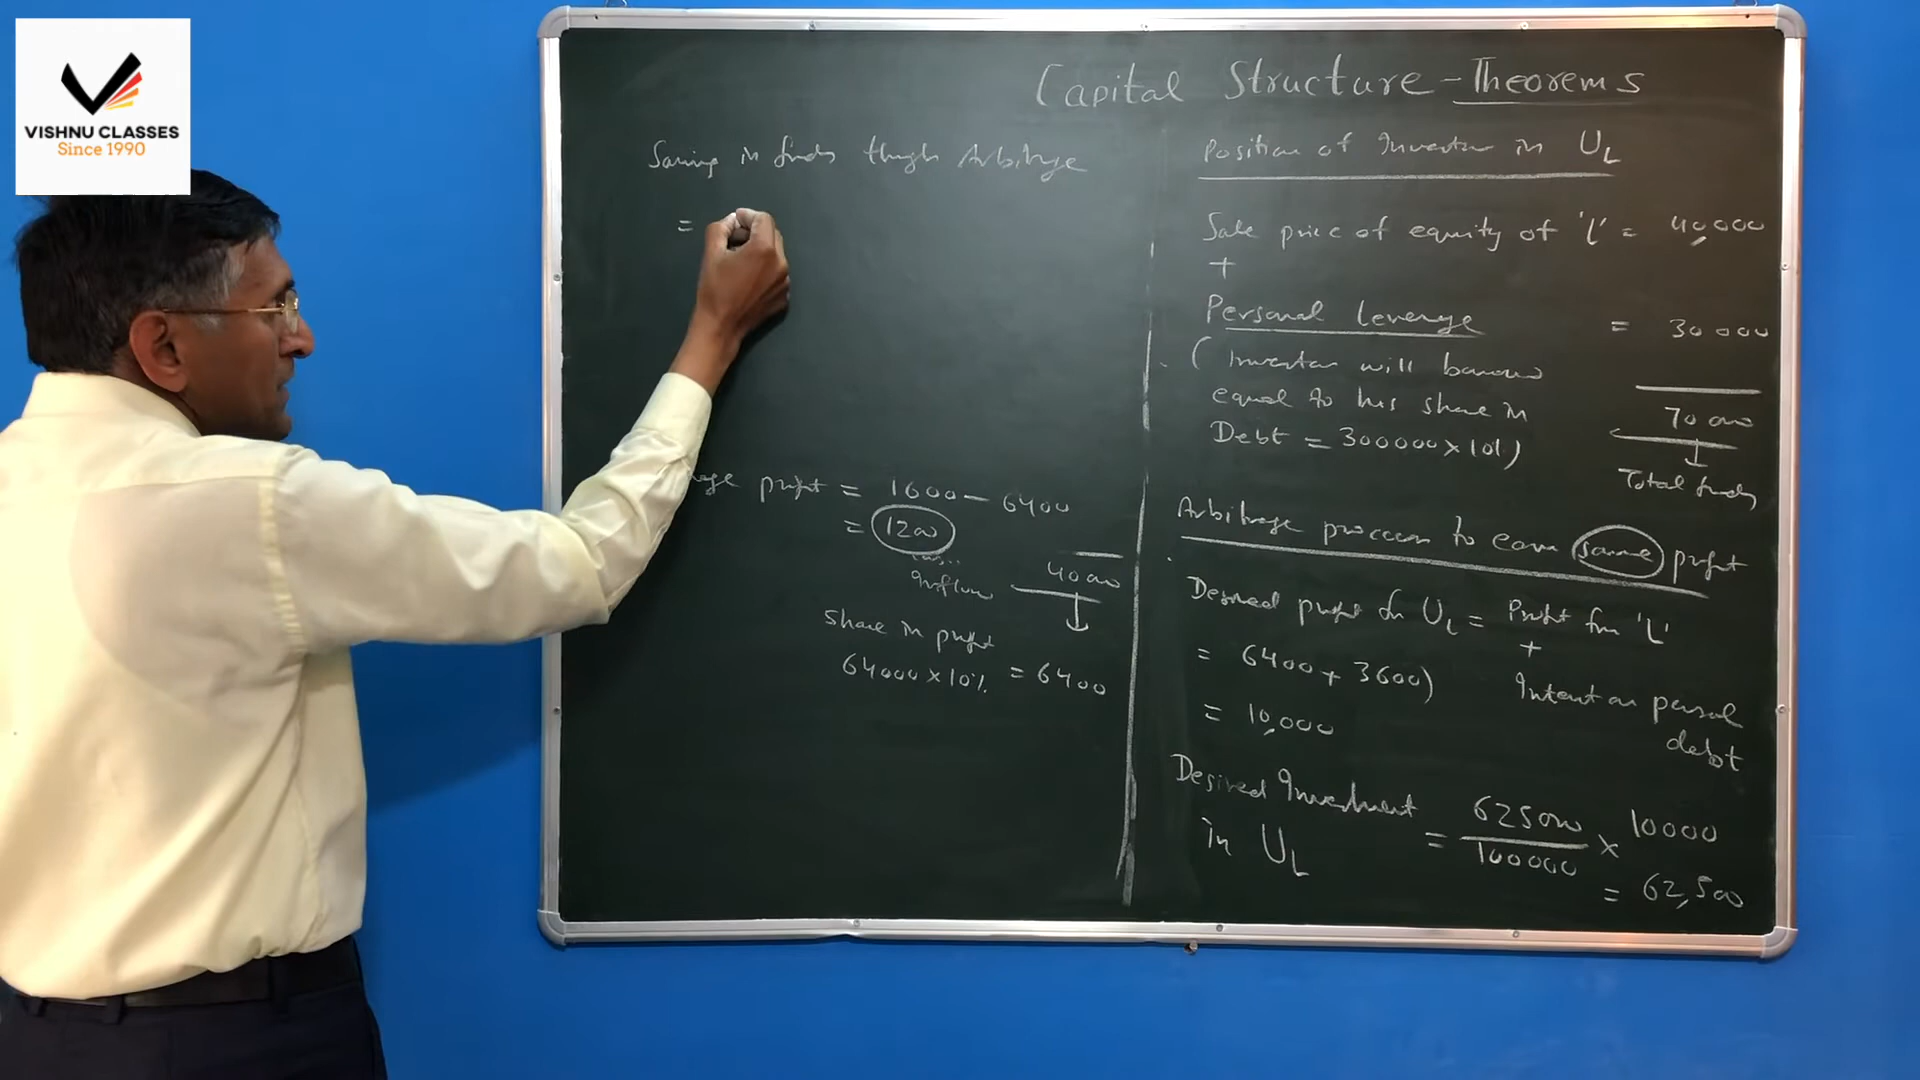 VISHNU CLASSES
Since 1990
Capital Structure - Theorems
Saving in funds through Arbitrage
=
profit = 1600 - 6400
= 1200
Inflow
4000
Share in profit
64000 x 10% = 6400
Position of Investor in UL
Sale price of equity of 'L' = 40,000
+
Personal Leverage = 30000
( Investor will borrow
equal to his share in
Debt = 300000 x 10%)
70000
Total funds
Arbitrage process to earn same profit
Desired profit for UL = Profit from 'L'
+
= 6400 + 3600)
Interest on personal
debt
= 10,000
Desired Investment
in UL
= 625000 / 100000 x 10000
= 62,500